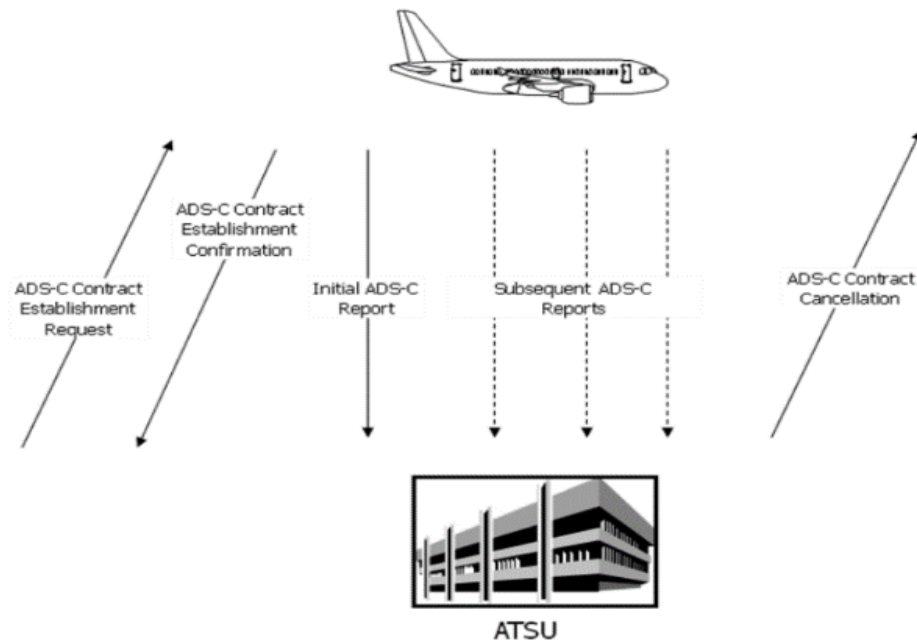 ADS-C Contract
Establishment
Confirmation
ADS-C Contract
Establishment
Request
Initial ADS-C
Report
Subsequent ADS-C
Reports
ADS-C Contract
Cancellation
ATSU